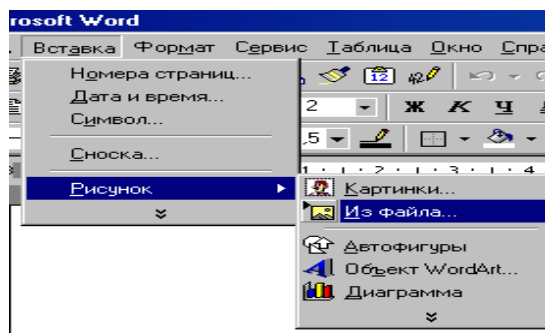 rosoft Word
Вставка Формат Сервис Таблица Окно Спра
Номера страниц...
Дата и время...
Символ...
Сноска...
Рисунок
12
2 Ж К Ч
,5
1 2 3 4
Картинки...
Из файла...
Автофигуры
Объект WordArt...
Диаграмма